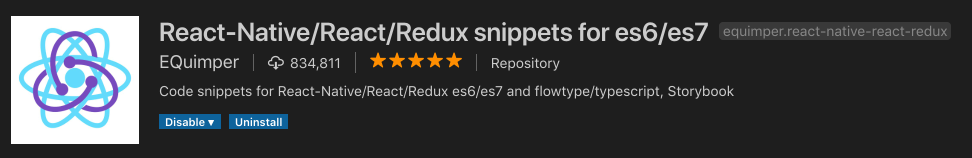 React-Native/React/Redux snippets for es6/es7 equimper.react-native-react-redux
EQuimper 834,811 Repository
Code snippets for React-Native/React/Redux es6/es7 and flowtype/typescript, Storybook
Disable ▾ Uninstall